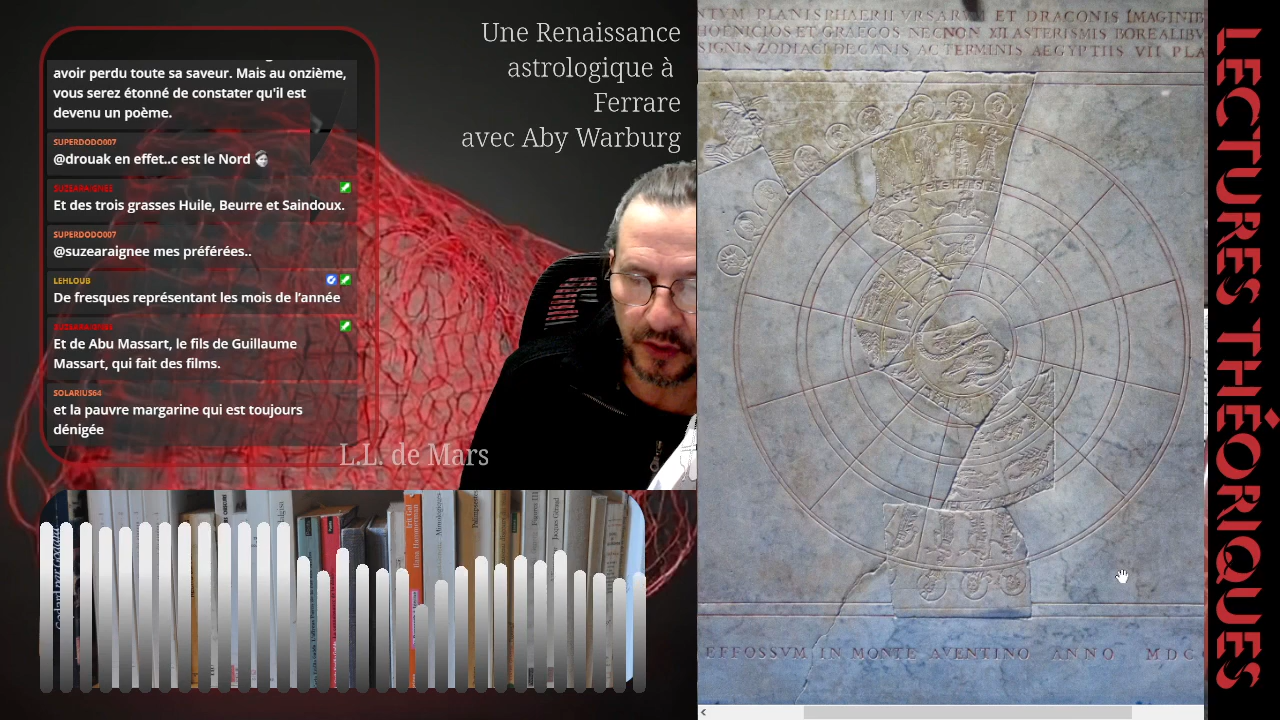 avoir perdu toute sa saveur. Mais au onzième,
vous serez étonné de constater qu'il est
devenu un poème.
SUPERDODO007
@drouak en effet..c est le Nord
SUZEARAIGNEE
Et des trois grasses Huile, Beurre et Saindoux.
SUPERDODO007
@suzearaignee mes préférées..
LEHLOUB
De fresques représentant les mois de l'année
SUZEARAIGNEE
Et de Abu Massart, le fils de Guillaume
Massart, qui fait des films.
SOLARIUS64
et la pauvre margarine qui est toujours
dénigée
Une Renaissance
astrologique à
Ferrare
avec Aby Warburg
L.L. de Mars
NTVM PLANISPHAERII VRSARVM ET DRACONIS IMAGINIB
HOENICIOS ET GRAECOS NECNON XII ASTERISMIS BOREALIBV
SIGNIS ZODIACI DECANIS AC TERMINIS AEGYPTIIS VII PLA
EFFOSSVM IN MONTE AVENTINO ANNO MDCC
LECTURES THÉORIQUES